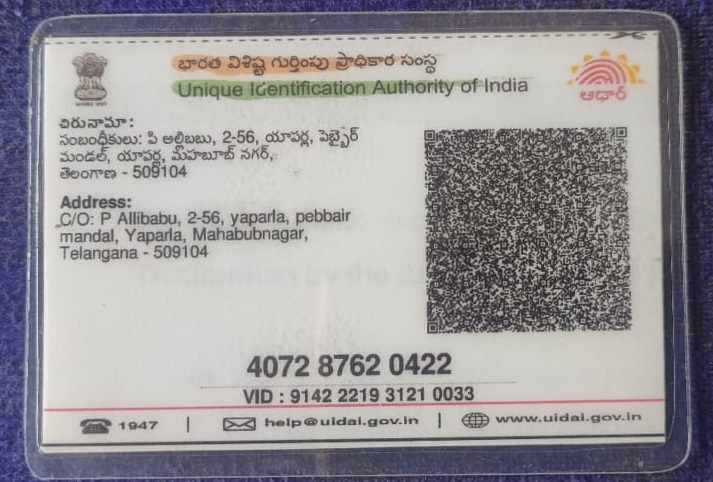 భారత విశిష్ట గుర్తింపు ప్రాధికార సంస్థ
Unique Identification Authority of India
ఆధార్
చిరునామా:
సంబంధీకులు: పి అల్లిబబు, 2-56, యాపర్ల, పెబ్బైర్
మండల్, యాపర్ల, మహబూబ్ నగర్,
తెలంగాణ - 509104
Address:
C/O: P Allibabu, 2-56, yaparla, pebbair
mandal, Yaparla, Mahabubnagar,
Telangana - 509104
4072 8762 0422
VID : 9142 2219 3121 0033
1947 | help@uidai.gov.in | www.uidai.gov.in